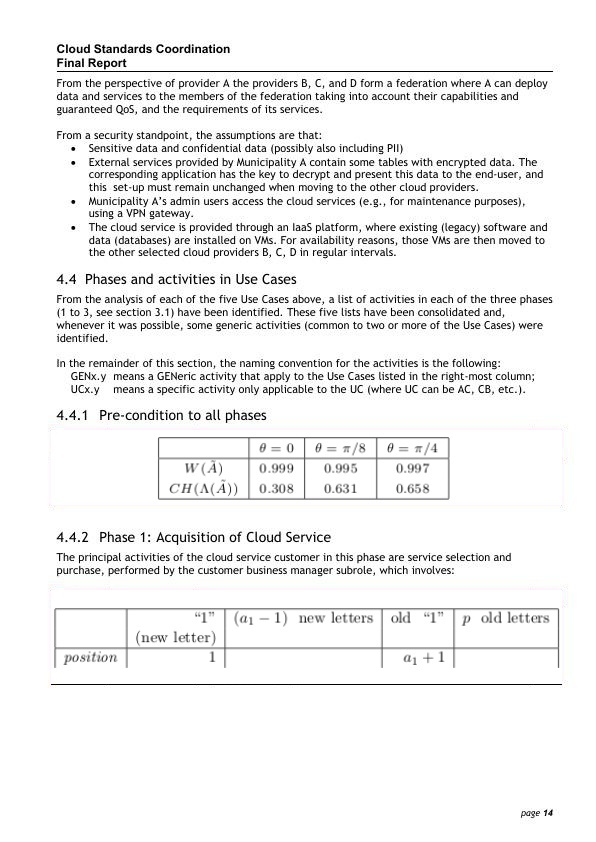 Cloud Standards Coordination
Final Report
From the perspective of provider A the providers B, C, and D form a federation where A can deploy
data and services to the members of the federation taking into account their capabilities and
guaranteed QoS, and the requirements of its services.
From a security standpoint, the assumptions are that:
• Sensitive data and confidential data (possibly also including PII)
• External services provided by Municipality A contain some tables with encrypted data. The
corresponding application has the key to decrypt and present this data to the end-user, and
this set-up must remain unchanged when moving to the other cloud providers.
• Municipality A's admin users access the cloud services (e.g., for maintenance purposes),
using a VPN gateway.
• The cloud service is provided through an IaaS platform, where existing (legacy) software and
data (databases) are installed on VMs. For availability reasons, those VMs are then moved to
the other selected cloud providers B, C, D in regular intervals.
4.4 Phases and activities in Use Cases
From the analysis of each of the five Use Cases above, a list of activities in each of the three phases
(1 to 3, see section 3.1) have been identified. These five lists have been consolidated and,
whenever it was possible, some generic activities (common to two or more of the Use Cases) were
identified.
In the remainder of this section, the naming convention for the activities is the following:
GENx.y means a GENeric activity that apply to the Use Cases listed in the right-most column;
UCx.y means a specific activity only applicable to the UC (where UC can be AC, CB, etc.).
4.4.1 Pre-condition to all phases
θ = 0 θ = π/8 θ = π/4
W(Ã) 0.999 0.995 0.997
CH(Λ(Ã)) 0.308 0.631 0.658
4.4.2 Phase 1: Acquisition of Cloud Service
The principal activities of the cloud service customer in this phase are service selection and
purchase, performed by the customer business manager subrole, which involves:
"1" (a₁ − 1) new letters old "1" p old letters
(new letter)
position 1 a₁ + 1
page 14